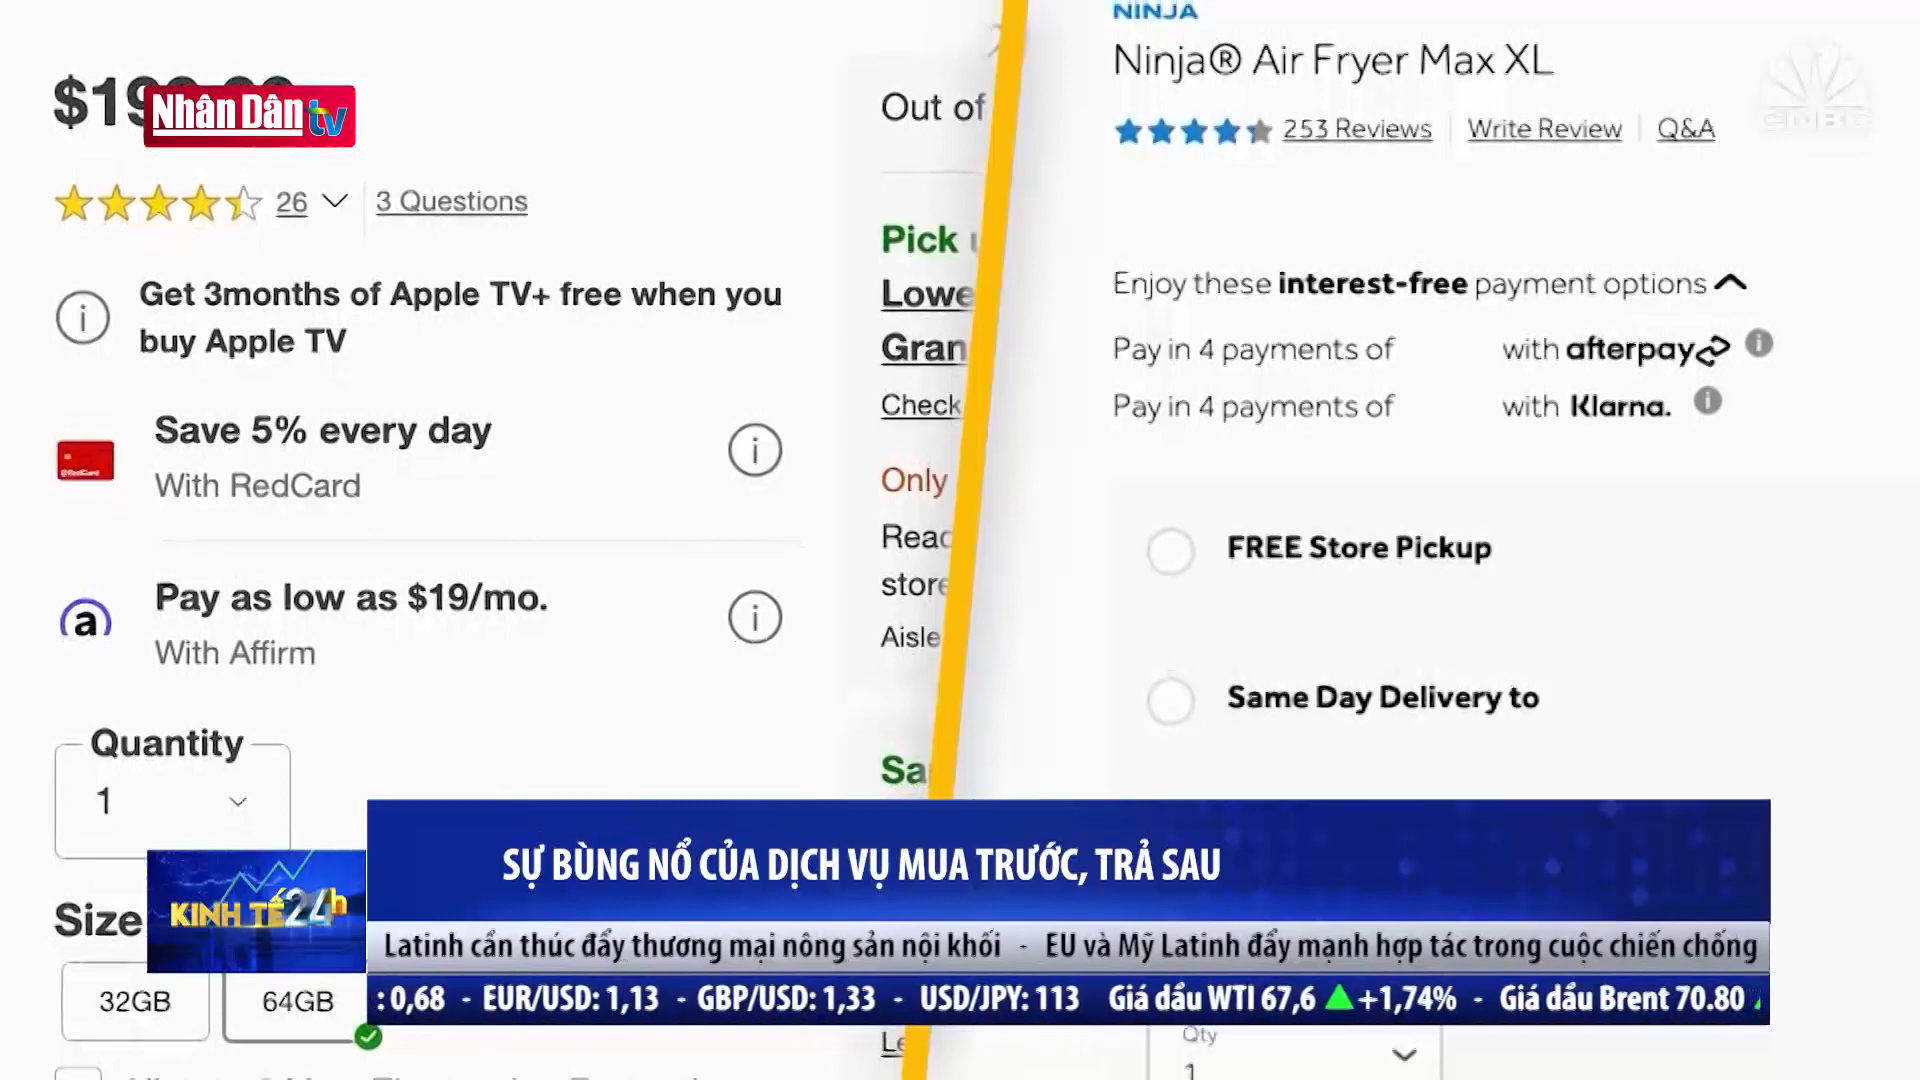 $19
Nhân Dân tv
26
3 Questions
Get 3months of Apple TV+ free when you
buy Apple TV
Save 5% every day
With RedCard
a
Pay as low as $19/mo.
With Affirm
Quantity
1
Size
32GB
64GB
Out of
Pick
Lowe
Gran
Check
Only
Read
store
Aisle
Sa
Le
NINJA
Ninja® Air Fryer Max XL
253 Reviews
Write Review
Q&A
CNBC
Enjoy these interest-free payment options
Pay in 4 payments of with afterpay
Pay in 4 payments of with Klarna.
FREE Store Pickup
Same Day Delivery to
Qty
1
SỰ BÙNG NỔ CỦA DỊCH VỤ MUA TRƯỚC, TRẢ SAU
KINH TẾ 24h
Latinh cần thúc đẩy thương mại nông sản nội khối - EU và Mỹ Latinh đẩy mạnh hợp tác trong cuộc chiến chống
: 0,68 - EUR/USD: 1,13 - GBP/USD: 1,33 - USD/JPY: 113 Giá dầu WTI 67,6 ▲+1,74% - Giá dầu Brent 70.80